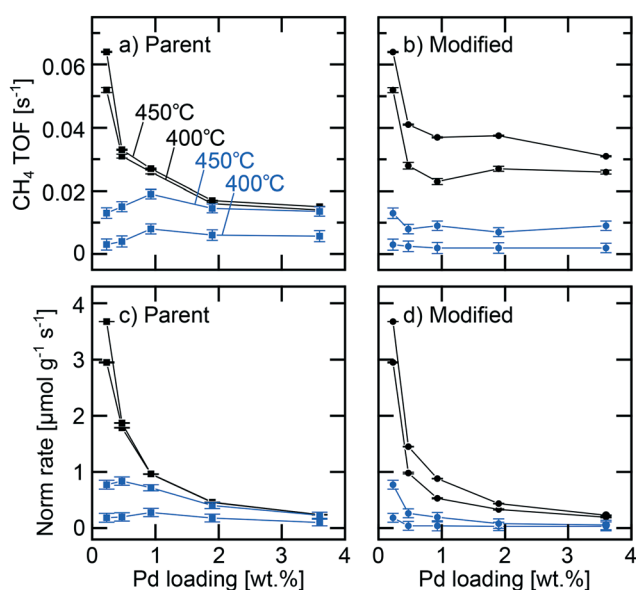 a) Parent
b) Modified
CH₄ TOF [s⁻¹]
0.06
0.04
0.02
0
450℃
400℃
450℃
400℃
c) Parent
d) Modified
Norm rate [μmol g⁻¹ s⁻¹]
4
3
2
1
0
0 1 2 3 4
0 1 2 3 4
Pd loading [wt.%]
Pd loading [wt.%]